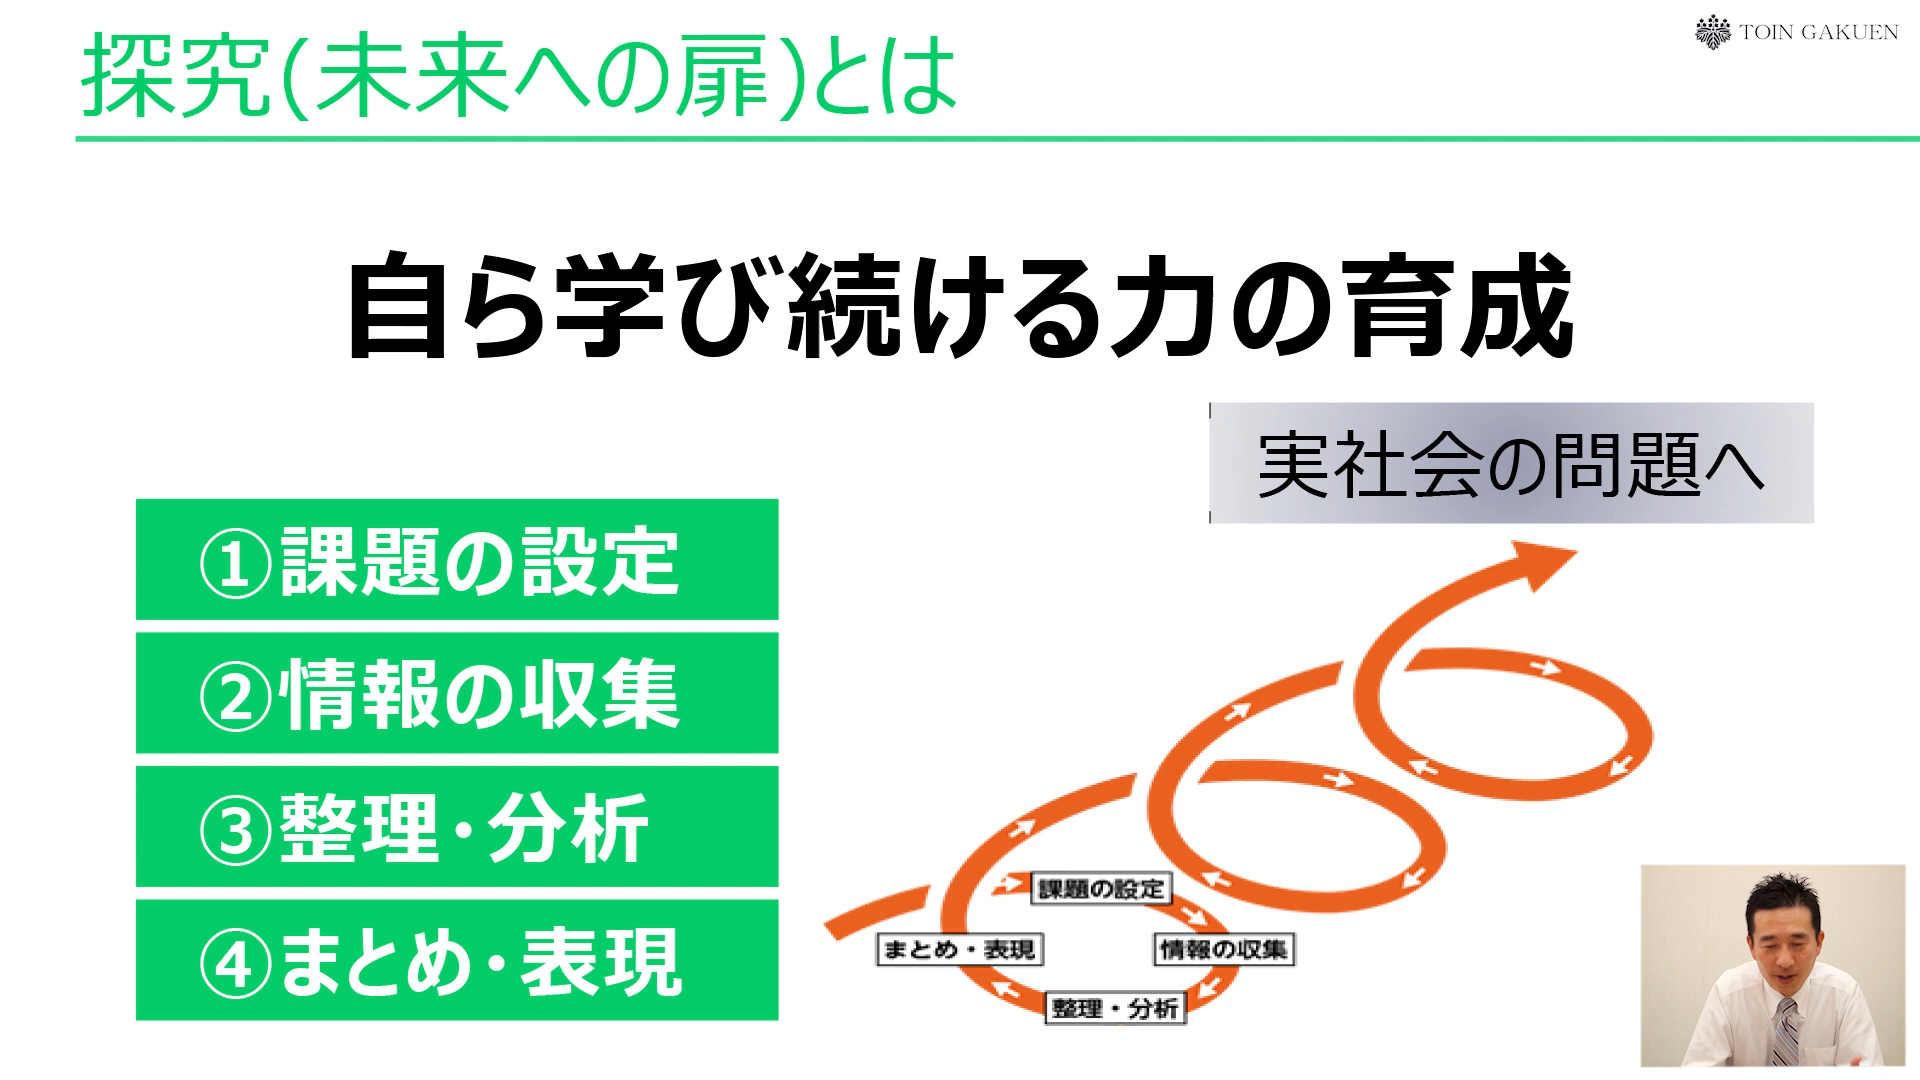 探究(未来への扉)とは
TOIN GAKUEN
自ら学び続ける力の育成
実社会の問題へ
①課題の設定
②情報の収集
③整理・分析
④まとめ・表現
課題の設定
まとめ・表現
情報の収集
整理・分析